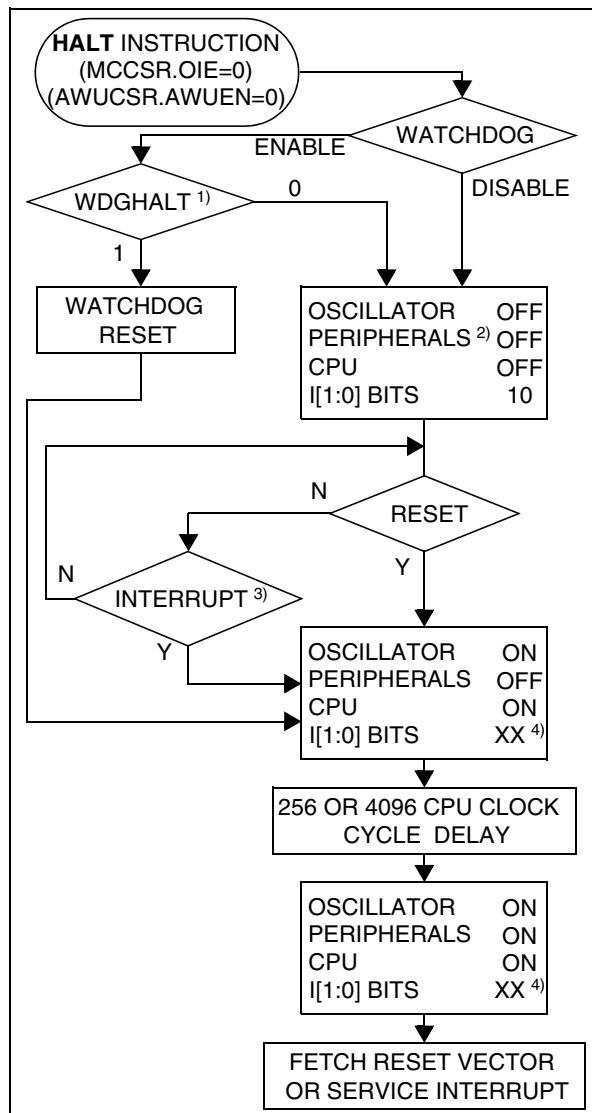 HALT INSTRUCTION
(MCCSR.OIE=0)
(AWUCSR.AWUEN=0)
WATCHDOG
ENABLE
DISABLE
WDGHALT 1)
0
1
WATCHDOG
RESET
OSCILLATOR OFF
PERIPHERALS 2) OFF
CPU OFF
I[1:0] BITS 10
RESET
N
Y
INTERRUPT 3)
N
Y
OSCILLATOR ON
PERIPHERALS OFF
CPU ON
I[1:0] BITS XX 4)
256 OR 4096 CPU CLOCK
CYCLE DELAY
OSCILLATOR ON
PERIPHERALS ON
CPU ON
I[1:0] BITS XX 4)
FETCH RESET VECTOR
OR SERVICE INTERRUPT